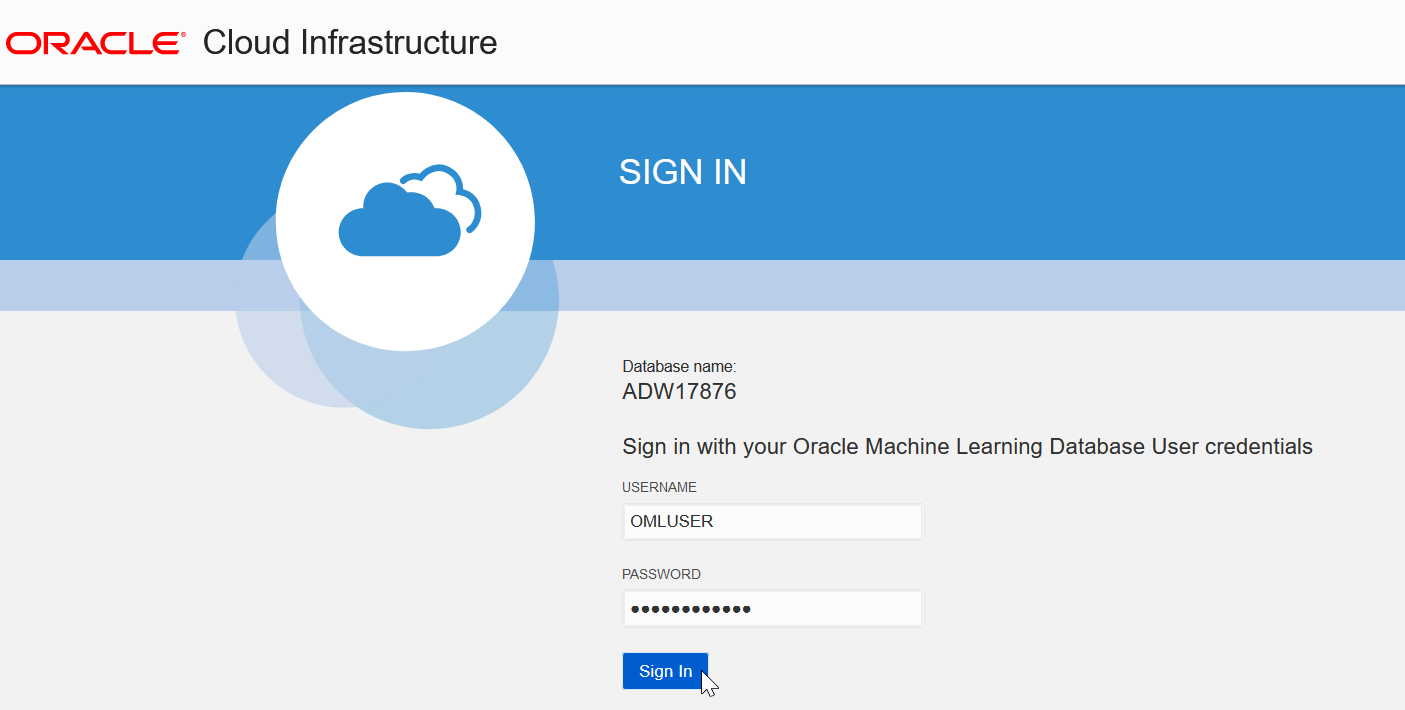 ORACLE® Cloud Infrastructure
SIGN IN
Database name:
ADW17876
Sign in with your Oracle Machine Learning Database User credentials
USERNAME
OMLUSER
PASSWORD
••••••••••••
Sign In